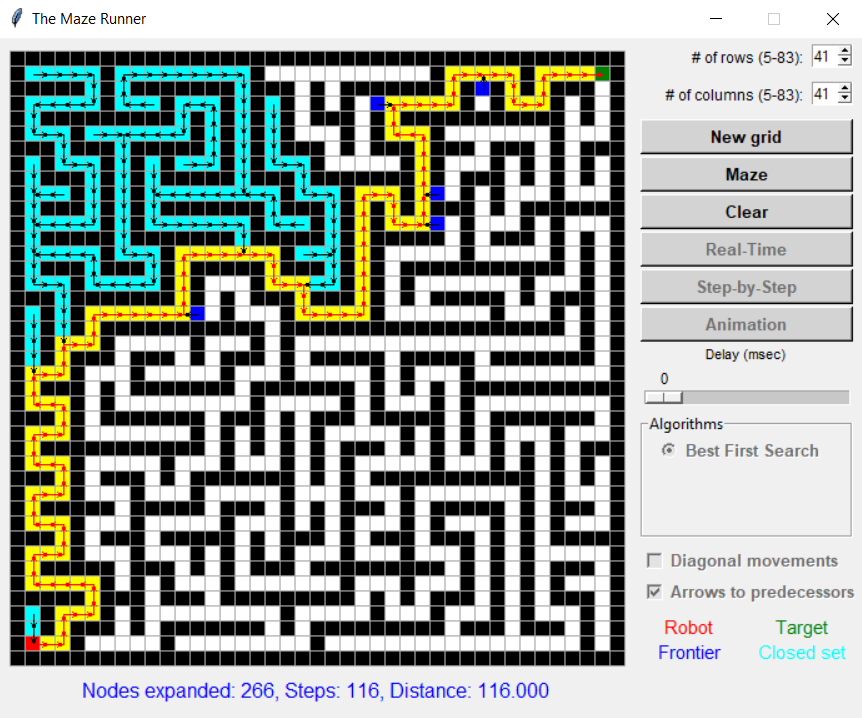 The Maze Runner
# of rows (5-83): 41
# of columns (5-83): 41
New grid
Maze
Clear
Real-Time
Step-by-Step
Animation
Delay (msec)
0
Algorithms
Best First Search
Diagonal movements
Arrows to predecessors
Robot Target
Frontier Closed set
Nodes expanded: 266, Steps: 116, Distance: 116.000